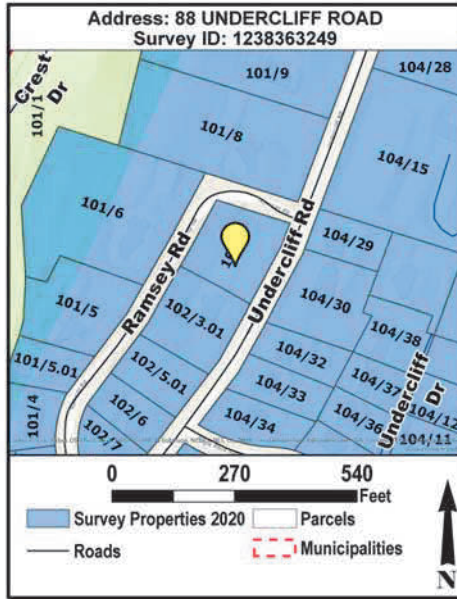 Address: 88 UNDERCLIFF ROAD
Survey ID: 1238363249
Crest
Dr
101/1
101/9
104/28
101/8
104/15
101/6
Ramsey Rd
Undercliff Rd
104/29
104/30
101/5
102/3.01
104/38
104/32
101/5.01
102/5.01
104/37
104/33
101/4
102/6
104/34
104/36
Undercliff
Dr
104/12
102/7
104/11
0 270 540
Feet
Survey Properties 2020 Parcels
Roads Municipalities
N